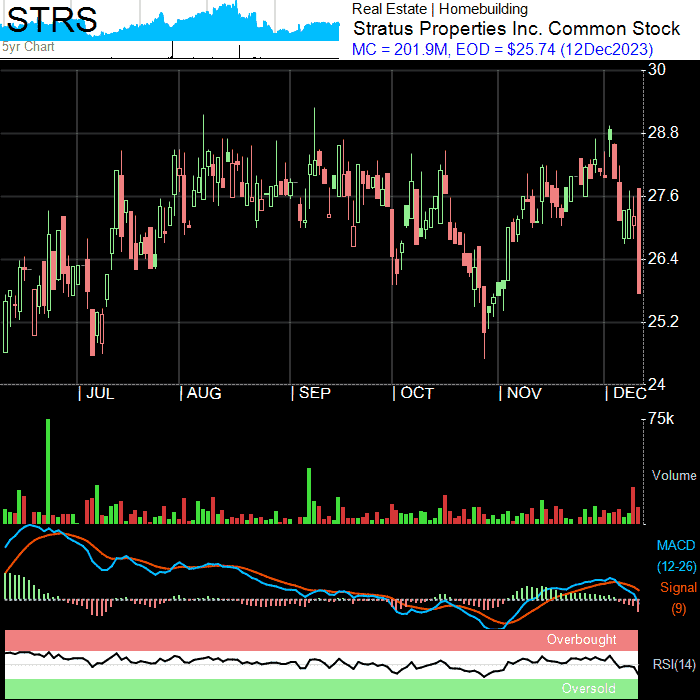 STRS
5yr Chart
Real Estate | Homebuilding
Stratus Properties Inc. Common Stock
MC = 201.9M, EOD = $25.74 (12Dec2023)
30
28.8
27.6
26.4
25.2
24
| JUL | AUG | SEP | OCT | NOV | DEC
75k
Volume
MACD
(12-26)
Signal
(9)
Overbought
RSI(14)
Oversold